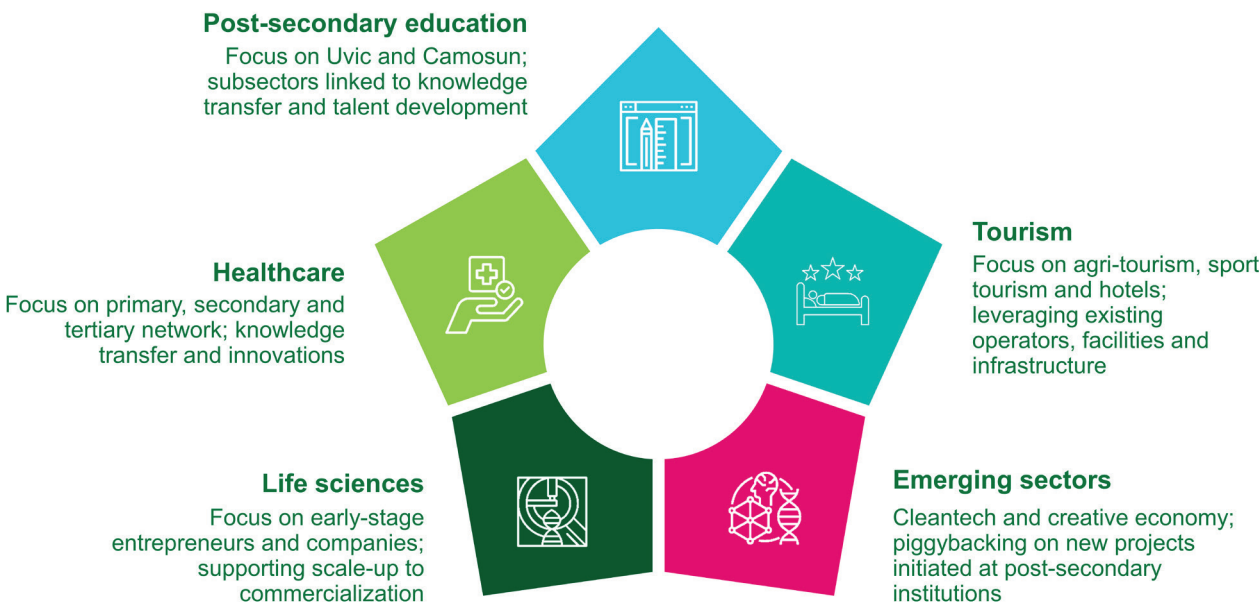 Post-secondary education
Focus on Uvic and Camosun;
subsectors linked to knowledge
transfer and talent development
Tourism
Focus on agri-tourism, sport
tourism and hotels;
leveraging existing
operators, facilities and
infrastructure
Healthcare
Focus on primary, secondary and
tertiary network; knowledge
transfer and innovations
Life sciences
Focus on early-stage
entrepreneurs and companies;
supporting scale-up to
commercialization
Emerging sectors
Cleantech and creative economy;
piggybacking on new projects
initiated at post-secondary
institutions